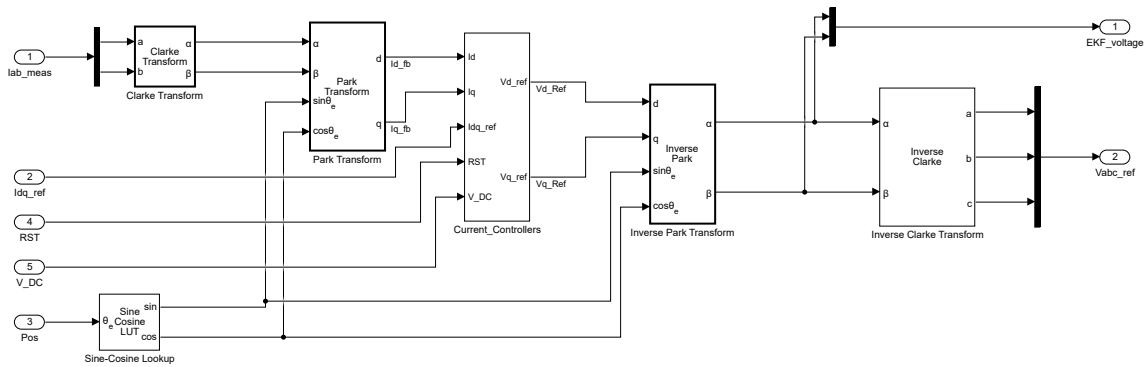 1
Iab_meas
a
b
Clarke
Transform
α
β
Clarke Transform
α
β
sinθe
cosθe
Park
Transform
d
q
Park Transform
Id_fb
Iq_fb
Id
Iq
Idq_ref
RST
V_DC
Vd_ref
Vq_ref
Current_Controllers
Vd_Ref
Vq_Ref
d
q
sinθe
cosθe
Inverse
Park
α
β
Inverse Park Transform
α
β
Inverse
Clarke
a
b
c
Inverse Clarke Transform
1
EKF_voltage
2
Vabc_ref
2
Idq_ref
4
RST
5
V_DC
3
Pos
θe
Sine
Cosine
LUT
sin
cos
Sine-Cosine Lookup